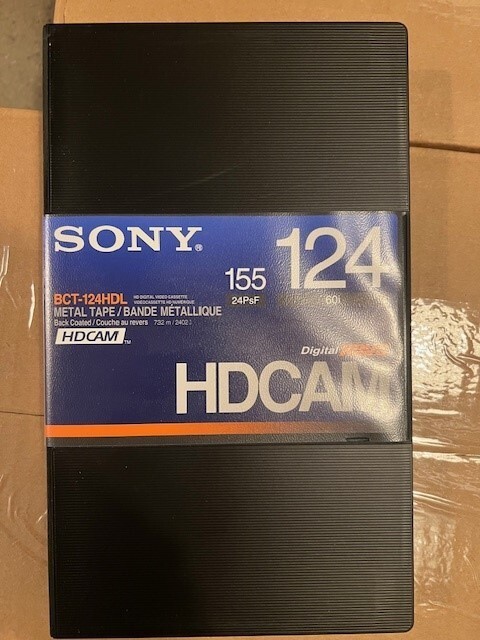 SONY®
124
155
24PsF
60i
BCT-124HDL HD DIGITAL VIDEO CASSETTE
VIDEOCASSETTE HD NUMÉRIQUE
METAL TAPE / BANDE MÉTALLIQUE
Back Coated / Couche au revers 732 m / 2402
HDCAM™
Digital
HDCAM